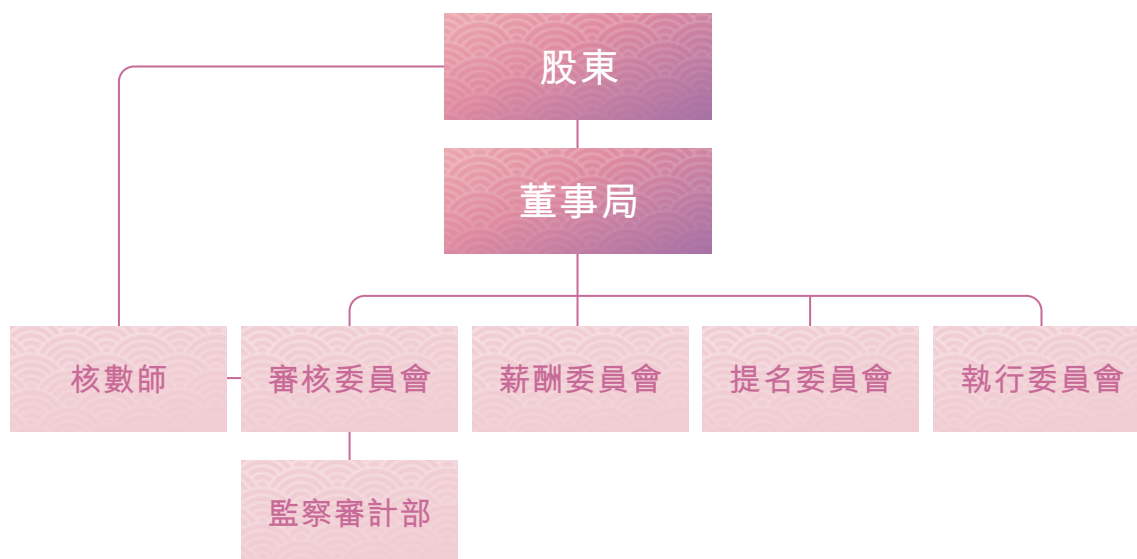 股東
董事局
核數師
審核委員會
薪酬委員會
提名委員會
執行委員會
監察審計部